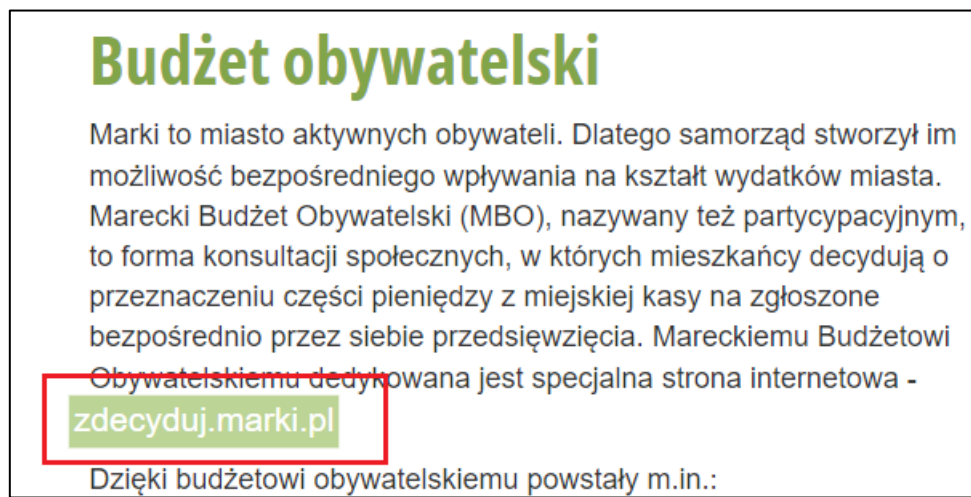 Budżet obywatelski
Marki to miasto aktywnych obywateli. Dlatego samorząd stworzył im
możliwość bezpośredniego wpływania na kształt wydatków miasta.
Marecki Budżet Obywatelski (MBO), nazywany też partycypacyjnym,
to forma konsultacji społecznych, w których mieszkańcy decydują o
przeznaczeniu części pieniędzy z miejskiej kasy na zgłoszone
bezpośrednio przez siebie przedsięwzięcia. Mareckiemu Budżetowi
Obywatelskiemu dedykowana jest specjalna strona internetowa -
zdecyduj.marki.pl
Dzięki budżetowi obywatelskiemu powstały m.in.: